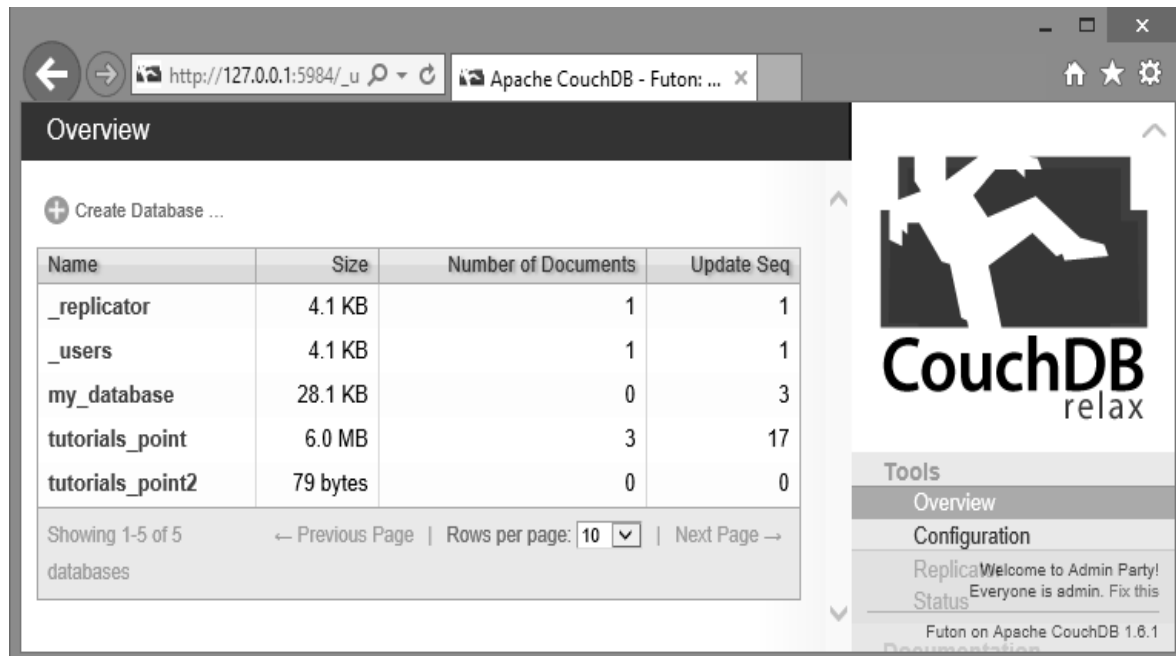 http://127.0.0.1:5984/_u
Apache CouchDB - Futon: ...
Overview
Create Database ...
Name Size Number of Documents Update Seq
_replicator 4.1 KB 1 1
_users 4.1 KB 1 1
my_database 28.1 KB 0 3
tutorials_point 6.0 MB 3 17
tutorials_point2 79 bytes 0 0
Showing 1-5 of 5 databases
← Previous Page | Rows per page: 10 | Next Page →
CouchDB
relax
Tools
Overview
Configuration
Status
Welcome to Admin Party!
Everyone is admin. Fix this
Futon on Apache CouchDB 1.6.1
Documentation